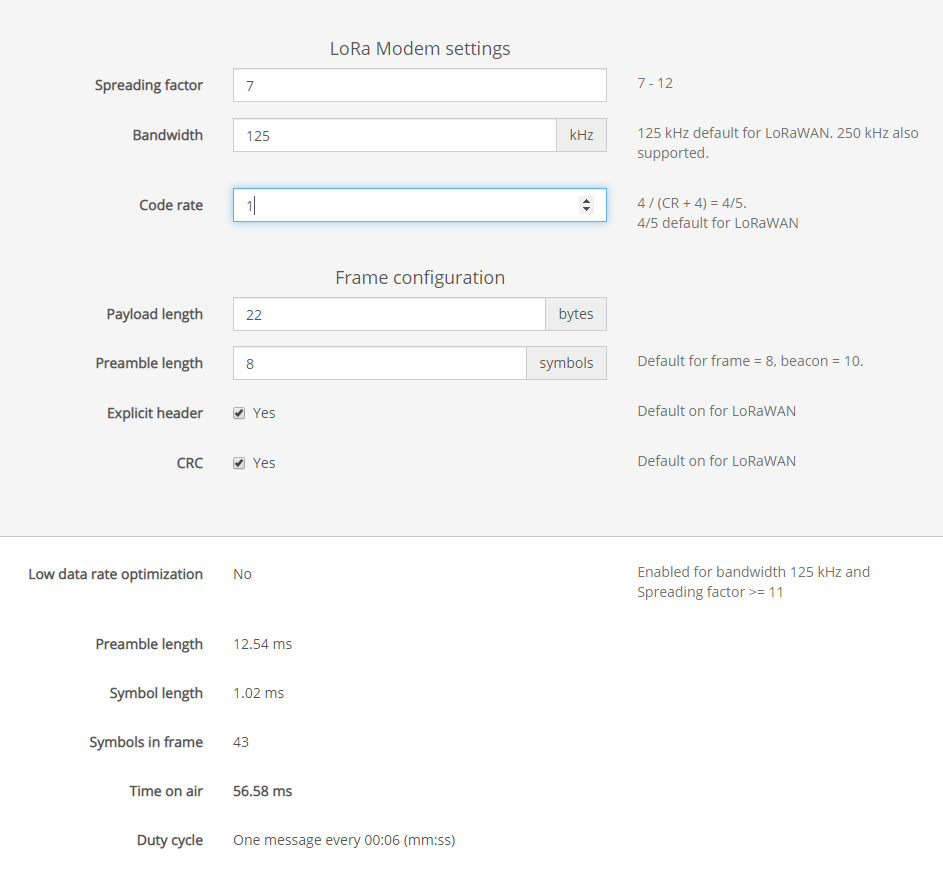 LoRa Modem settings
Spreading factor 7 7 - 12
Bandwidth 125 kHz 125 kHz default for LoRaWAN. 250 kHz also
supported.
Code rate 1 4 / (CR + 4) = 4/5.
4/5 default for LoRaWAN
Frame configuration
Payload length 22 bytes
Preamble length 8 symbols Default for frame = 8, beacon = 10.
Explicit header Yes Default on for LoRaWAN
CRC Yes Default on for LoRaWAN
Low data rate optimization No Enabled for bandwidth 125 kHz and
Spreading factor >= 11
Preamble length 12.54 ms
Symbol length 1.02 ms
Symbols in frame 43
Time on air 56.58 ms
Duty cycle One message every 00:06 (mm:ss)